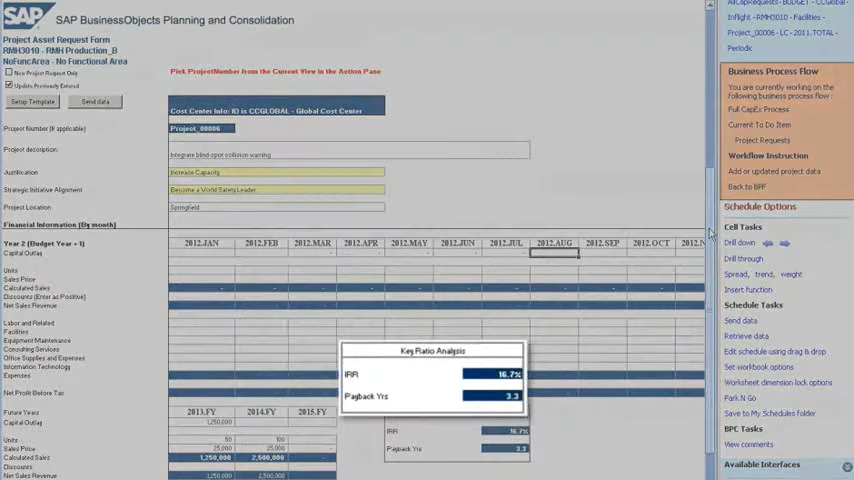 SAP SAP BusinessObjects Planning and Consolidation
Project Asset Request Form
RMH3010 - RMH Production_B
NoFuncArea - No Functional Area
New Project Request Only
Update Previously Entered
Pick ProjectNumber from the Current View in the Action Pane
Setup Template Send data
Cost Center Info: IO is CCGLOBAL - Global Cost Center
Project Number (if applicable) Project_00006
Project description: Integrate blind-spot collision warning
Justification Increase Capacity
Strategic Initiative Alignment Become a World Safety Leader
Project Location: Springfield
Financial Information (By month)
Year 2 (Budget Year + 1) 2012.JAN 2012.FEB 2012.MAR 2012.APR 2012.MAY 2012.JUN 2012.JUL 2012.AUG 2012.SEP 2012.OCT 2012.N
Capital Outlay
Units
Sales Price
Calculated Sales
Discounts (Enter as Positive)
Net Sales Revenue
Labor and Related
Facilities
Equipment and Maintenance
Consulting Services
Office Supplies and Expenses
Information Technology
Expenses
Net Profit Before Tax
Key Ratio Analysis
IRR 16.7%
Payback Yrs 3.3
Future Years 2013.FY 2014.FY 2015.FY
Capital Outlay 1,250,000
Units 50 100
Sales Price 25,000 25,000
Calculated Sales 1,250,000 2,500,000
Discounts
Net Sales Revenue 1,250,000 2,500,000
IRR 16.7%
Payback Yrs 3.3
AllCapRequests - BUDGET - CCGlobal -
Inflight - RMH3010 - Facilities -
Project_00006 - LC - 2011.TOTAL -
Periodic
Business Process Flow
You are currently working on the
following business process flow:
Full CapEx Process
Current To Do Item
Project Requests
Workflow Instruction
Add or updated project data
Back to BPF
Schedule Options
Cell Tasks
Drill down
Drill through
Spread, trend, weight
Insert function
Schedule Tasks
Send data
Retrieve data
Edit schedule using drag & drop
Set workbook options
Worksheet dimension lock options
Park N Go
Save to My Schedules folder
BPC Tasks
View comments
Available Interfaces